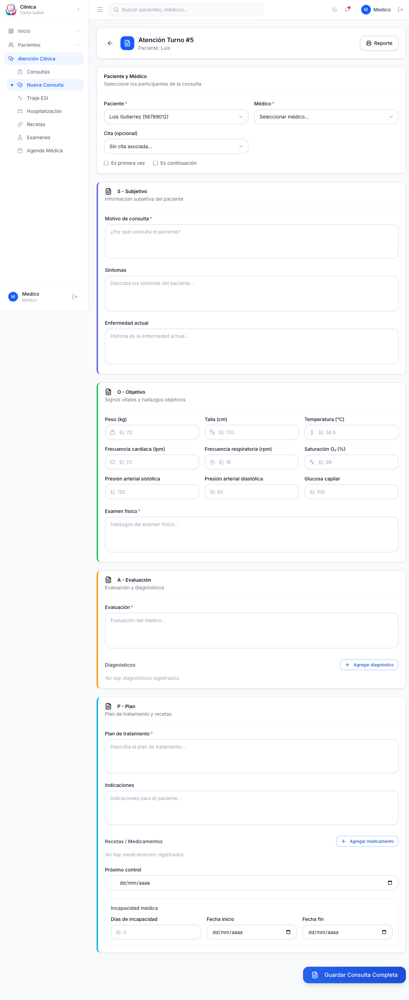 Clínica
Santa Isabel
Inicio
Pacientes
Atención Clínica
Consultas
Nueva Consulta
Triaje ESI
Hospitalización
Recetas
Exámenes
Agenda Médica
M
Medico
Medico
Buscar pacientes, médicos...
M Medico
Atención Turno #5
Paciente: Luis
Reporte
Paciente y Médico
Seleccione los participantes de la consulta
Paciente * Médico *
Luis Gutierrez (56789012) Seleccionar médico...
Cita (opcional)
Sin cita asociada...
Es primera vez Es continuación
S - Subjetivo
Información subjetiva del paciente
Motivo de consulta *
¿Por qué consulta el paciente?
Síntomas
Describa los síntomas del paciente...
Enfermedad actual
Historia de la enfermedad actual...
O - Objetivo
Signos vitales y hallazgos objetivos
Peso (kg) Talla (cm) Temperatura (°C)
Ej: 70 Ej: 170 Ej: 36.5
Frecuencia cardíaca (lpm) Frecuencia respiratoria (rpm) Saturación O₂ (%)
Ej: 72 Ej: 16 Ej: 98
Presión arterial sistólica Presión arterial diastólica Glucosa capilar
Ej: 120 Ej: 80 Ej: 100
Examen físico *
Hallazgos del examen físico...
A - Evaluación
Evaluación y diagnósticos
Evaluación *
Evaluación del médico...
Diagnósticos
Agregar diagnóstico
No hay diagnósticos registrados.
P - Plan
Plan de tratamiento y recetas
Plan de tratamiento *
Describa el plan de tratamiento...
Indicaciones
Indicaciones para el paciente...
Recetas / Medicamentos
Agregar medicamento
No hay medicamentos registrados.
Próximo control
dd/mm/aaaa
Incapacidad médica
Días de incapacidad Fecha inicio Fecha fin
Ej: 3 dd/mm/aaaa dd/mm/aaaa
Guardar Consulta Completa